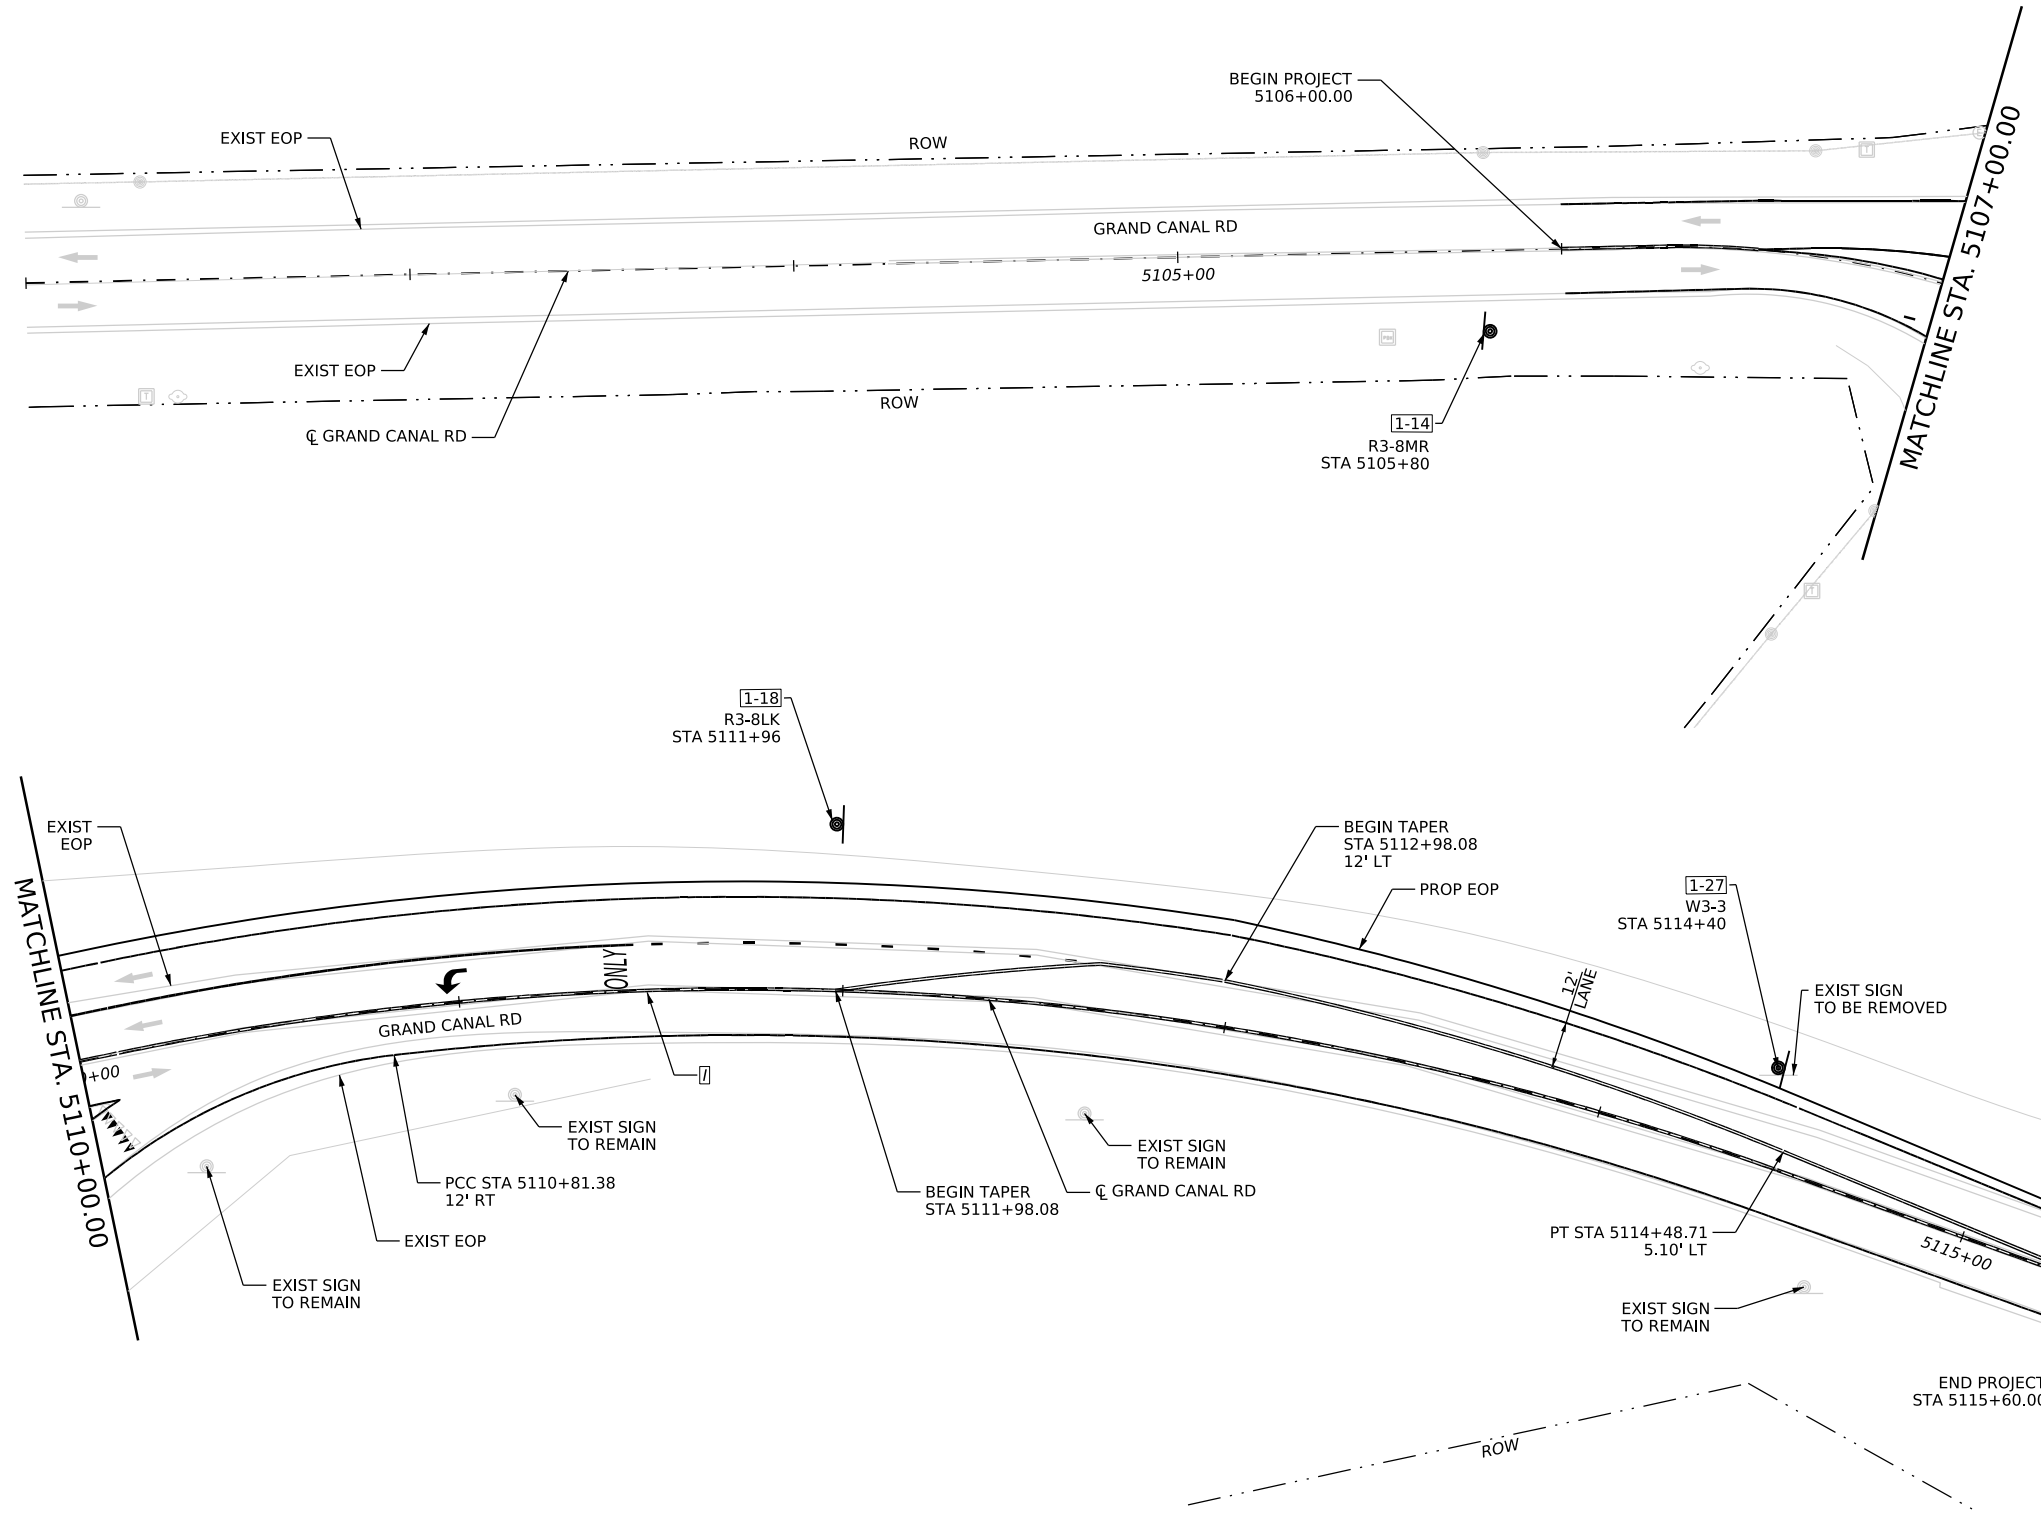 BEGIN PROJECT
5106+00.00
EXIST EOP
ROW
GRAND CANAL RD
5105+00
EXIST EOP
ROW
℄ GRAND CANAL RD
1-14
R3-8MR
STA 5105+80
MATCHLINE STA. 5107+00.00
T
T
T
1-18
R3-8LK
STA 5111+96
EXIST
EOP
BEGIN TAPER
STA 5112+98.08
12' LT
PROP EOP
1-27
W3-3
STA 5114+40
12'
LANE
EXIST SIGN
TO BE REMOVED
MATCHLINE STA. 5110+00.00
ONLY
GRAND CANAL RD
+00
I
EXIST SIGN
TO REMAIN
EXIST SIGN
TO REMAIN
PCC STA 5110+81.38
12' RT
BEGIN TAPER
STA 5111+98.08
℄ GRAND CANAL RD
EXIST EOP
PT STA 5114+48.71
5.10' LT
5115+00
EXIST SIGN
TO REMAIN
EXIST SIGN
TO REMAIN
END PROJECT
STA 5115+60.00
ROW